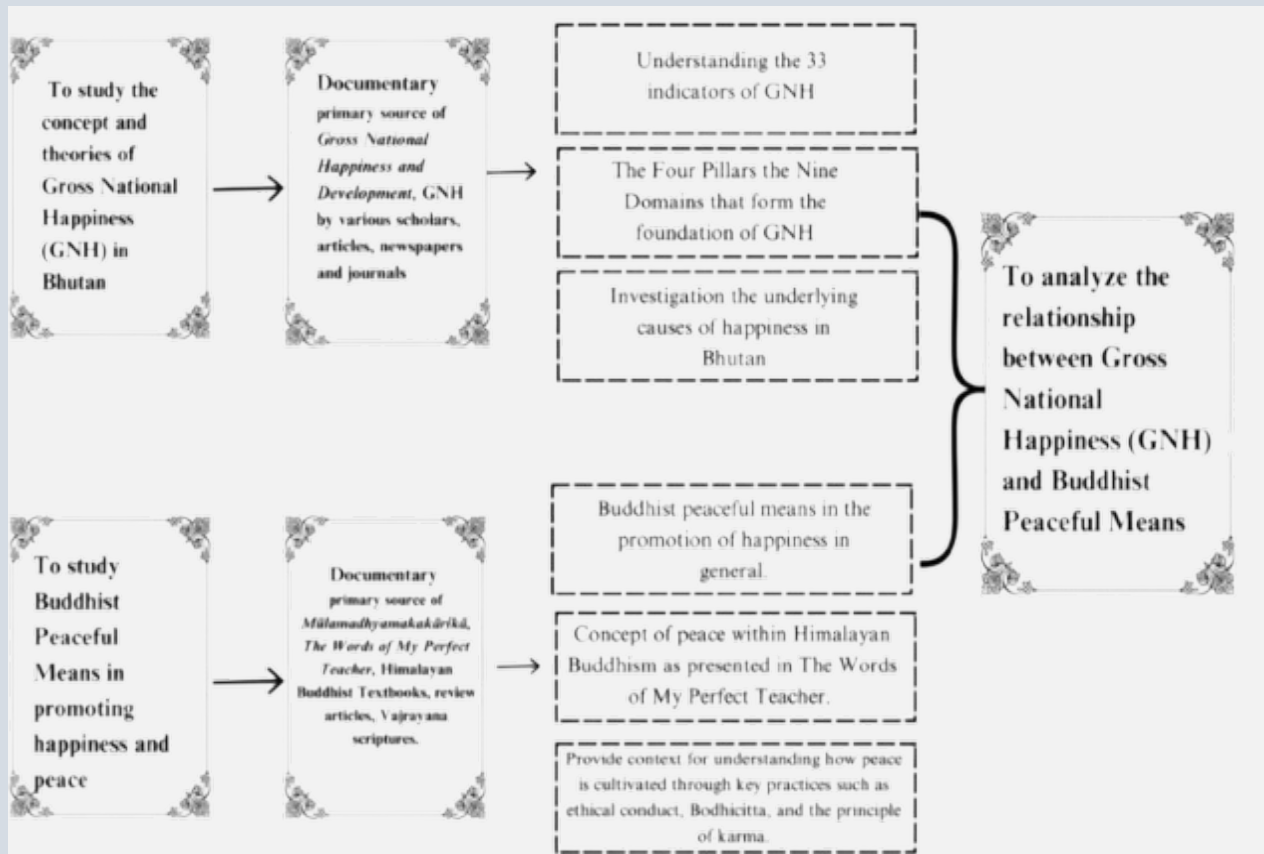 To study the
concept and
theories of
Gross National
Happiness
(GNH) in
Bhutan
Documentary
primary source of
Gross National
Happiness and
Development, GNH
by various scholars,
articles, newspapers
and journals
Understanding the 33
indicators of GNH
The Four Pillars the Nine
Domains that form the
foundation of GNH
Investigation the underlying
causes of happiness in
Bhutan
To study
Buddhist
Peaceful
Means in
promoting
happiness and
peace
Documentary
primary source of
Mūlamadhyamakakārikā,
The Words of My Perfect
Teacher, Himalayan
Buddhist Textbooks, review
articles, Vajrayana
scriptures.
Buddhist peaceful means in the
promotion of happiness in
general.
Concept of peace within Himalayan
Buddhism as presented in The Words
of My Perfect Teacher.
Provide context for understanding how peace
is cultivated through key practices such as
ethical conduct, Bodhicitta, and the principle
of karma.
To analyze the
relationship
between Gross
National
Happiness (GNH)
and Buddhist
Peaceful Means